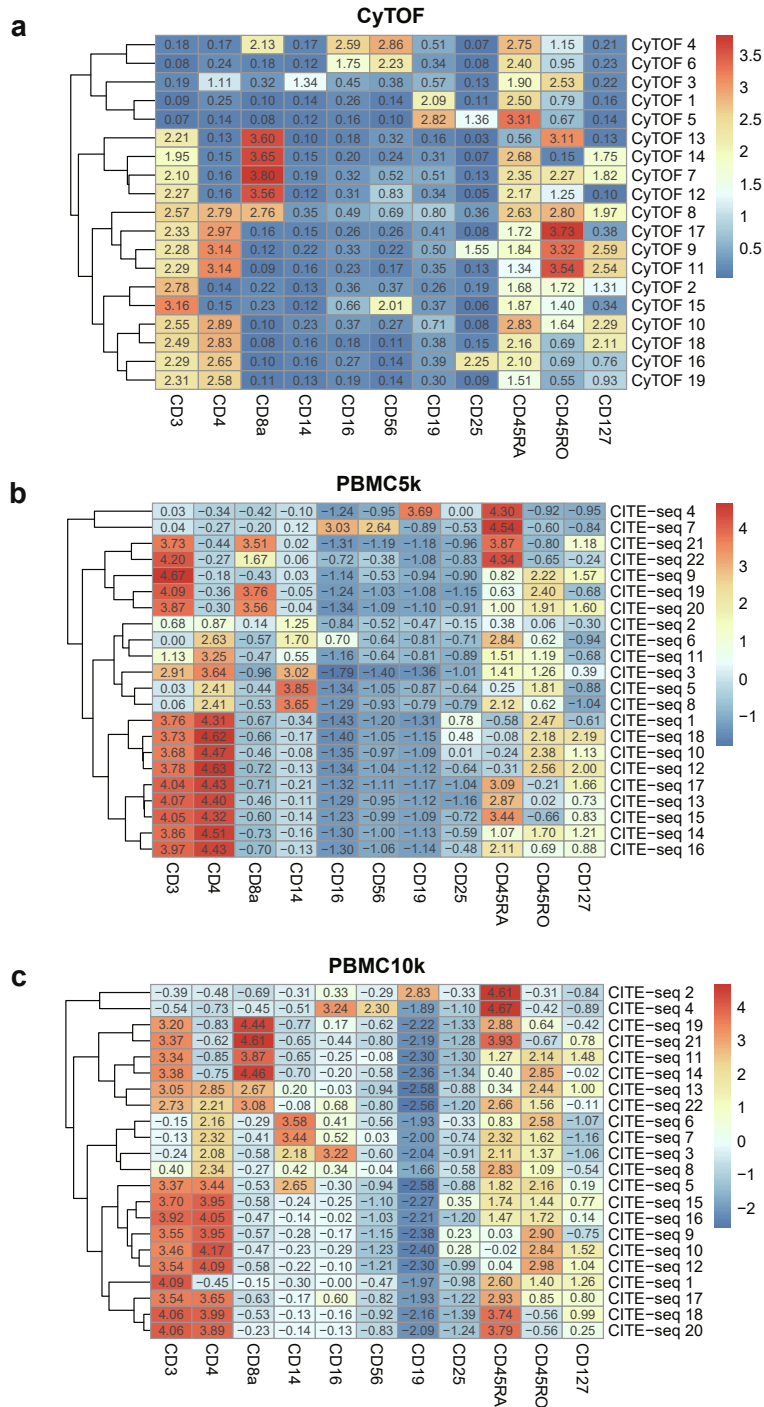 a
CyTOF
0.18 0.17 2.13 0.17 2.59 2.86 0.51 0.07 2.75 1.15 0.21 CyTOF 4
0.08 0.24 0.18 0.12 1.75 2.23 0.34 0.08 2.40 0.95 0.23 CyTOF 6
0.19 1.11 0.32 1.34 0.45 0.38 0.57 0.13 1.90 2.53 0.22 CyTOF 3
0.09 0.25 0.10 0.14 0.26 0.14 2.09 0.11 2.50 0.79 0.16 CyTOF 1
0.07 0.14 0.08 0.12 0.16 0.10 2.82 1.36 3.31 0.67 0.14 CyTOF 5
2.21 0.13 3.60 0.10 0.18 0.32 0.16 0.03 0.56 3.11 0.13 CyTOF 13
1.95 0.14 3.65 0.15 0.20 0.24 0.31 0.07 2.68 0.15 1.75 CyTOF 14
2.10 0.16 3.80 0.19 0.32 0.52 0.51 0.13 2.35 2.27 1.82 CyTOF 7
2.27 0.16 3.56 0.12 0.31 0.83 0.34 0.05 2.17 1.25 0.10 CyTOF 12
2.57 2.79 2.76 0.35 0.49 0.69 0.80 0.36 2.63 2.80 1.97 CyTOF 8
2.33 2.97 0.16 0.15 0.26 0.26 0.41 0.08 1.72 3.73 0.38 CyTOF 17
2.28 3.14 0.12 0.22 0.33 0.22 0.50 1.55 1.84 3.32 2.59 CyTOF 9
2.29 3.14 0.09 0.16 0.23 0.17 0.35 0.13 1.34 3.54 2.54 CyTOF 11
2.78 0.14 0.22 0.13 0.36 0.37 0.26 0.19 1.68 1.72 1.31 CyTOF 2
3.16 0.15 0.23 0.12 0.66 2.01 0.37 0.06 1.87 1.40 0.34 CyTOF 15
2.55 2.89 0.10 0.23 0.37 0.27 0.71 0.08 2.83 1.64 2.29 CyTOF 10
2.49 2.83 0.08 0.16 0.18 0.11 0.38 0.15 2.16 0.69 2.11 CyTOF 18
2.29 2.65 0.10 0.16 0.27 0.14 0.39 2.25 2.10 0.69 0.76 CyTOF 16
2.31 2.58 0.11 0.13 0.19 0.14 0.30 0.09 1.51 0.55 0.93 CyTOF 19
CD3 CD4 CD8a CD14 CD16 CD56 CD19 CD25 CD45RA CD45RO CD127
3.5
3
2.5
2
1.5
1
0.5
b
PBMC5k
0.03 −0.34 −0.42 −0.10 −1.24 −0.95 3.69 0.00 4.30 −0.92 −0.95 CITE−seq 4
0.04 −0.27 −0.20 0.12 3.03 2.64 −0.89 −0.53 4.54 −0.60 −0.84 CITE−seq 7
3.73 −0.44 3.51 0.02 −1.31 −1.19 −1.18 −0.96 3.87 −0.80 1.18 CITE−seq 21
4.20 −0.27 1.67 0.06 −0.72 −0.38 −1.08 −0.83 4.34 −0.65 −0.24 CITE−seq 22
4.67 −0.18 −0.43 0.03 −1.14 −0.53 −0.94 −0.90 0.82 2.22 1.57 CITE−seq 9
4.09 −0.36 3.76 −0.05 −1.24 −1.03 −1.08 −1.15 0.63 2.40 −0.68 CITE−seq 19
3.87 −0.30 3.56 −0.04 −1.34 −1.09 −1.10 −0.91 1.00 1.91 1.60 CITE−seq 20
0.68 0.87 0.14 1.25 −0.84 −0.52 −0.47 −0.15 0.38 0.06 −0.30 CITE−seq 2
0.00 2.63 −0.57 1.70 0.70 −0.64 −0.81 −0.71 2.84 0.62 −0.94 CITE−seq 6
1.13 3.25 −0.47 0.55 −1.16 −0.64 −0.81 −0.89 1.51 1.19 −0.68 CITE−seq 11
2.91 3.64 −0.96 3.02 −1.79 −1.40 −1.36 −1.01 1.41 1.26 0.39 CITE−seq 3
0.03 2.41 −0.44 3.85 −1.34 −1.05 −0.87 −0.64 0.25 1.81 −0.88 CITE−seq 5
0.06 2.41 −0.53 3.65 −1.29 −0.93 −0.79 −0.79 2.12 0.62 −1.04 CITE−seq 8
3.76 4.31 −0.67 −0.34 −1.43 −1.20 −1.31 0.78 −0.58 2.47 −0.61 CITE−seq 1
3.73 4.62 −0.66 −0.17 −1.40 −1.05 −1.15 0.48 −0.08 2.18 2.19 CITE−seq 18
3.68 4.47 −0.46 −0.08 −1.35 −0.97 −1.09 0.01 −0.24 2.38 1.13 CITE−seq 10
3.78 4.63 −0.72 −0.13 −1.34 −1.04 −1.12 −0.64 −0.31 2.56 2.00 CITE−seq 12
4.04 4.43 −0.71 −0.21 −1.32 −1.11 −1.17 −1.04 3.09 −0.21 1.66 CITE−seq 17
4.07 4.40 −0.46 −0.11 −1.29 −0.95 −1.12 −1.16 2.87 0.02 0.73 CITE−seq 13
4.05 4.32 −0.60 −0.14 −1.23 −0.99 −1.09 −0.72 3.44 −0.66 0.83 CITE−seq 15
3.86 4.51 −0.73 −0.16 −1.30 −1.00 −1.13 −0.59 1.07 1.70 1.21 CITE−seq 14
3.97 4.43 −0.70 −0.13 −1.30 −1.06 −1.14 −0.48 2.11 0.69 0.88 CITE−seq 16
CD3 CD4 CD8a CD14 CD16 CD56 CD19 CD25 CD45RA CD45RO CD127
4
3
2
1
0
−1
c
PBMC10k
−0.39 −0.48 −0.69 −0.31 0.33 −0.29 2.83 −0.33 4.61 −0.31 −0.84 CITE−seq 2
−0.54 −0.73 −0.45 −0.51 3.24 2.30 −1.89 −1.10 4.67 −0.42 −0.89 CITE−seq 4
3.20 −0.83 4.44 −0.77 0.17 −0.62 −2.22 −1.33 2.88 0.64 −0.42 CITE−seq 19
3.37 −0.62 4.61 −0.65 −0.44 −0.80 −2.19 −1.28 3.93 −0.67 0.78 CITE−seq 21
3.34 −0.85 3.87 −0.65 −0.25 −0.08 −2.30 −1.30 1.27 2.14 1.48 CITE−seq 11
3.38 −0.75 4.46 −0.70 −0.20 −0.58 −2.36 −1.34 0.40 2.85 −0.02 CITE−seq 14
3.05 2.85 2.67 0.20 −0.03 −0.94 −2.58 −0.88 0.34 2.44 1.00 CITE−seq 13
2.73 2.21 3.08 −0.08 0.68 −0.80 −2.56 −1.20 2.66 1.56 −0.11 CITE−seq 22
−0.15 2.16 −0.29 3.58 0.41 −0.56 −1.93 −0.33 0.83 2.58 −1.07 CITE−seq 6
−0.13 2.32 −0.41 3.44 0.52 0.03 −2.00 −0.74 2.32 1.62 −1.16 CITE−seq 7
−0.24 2.08 −0.58 2.18 3.22 −0.60 −2.04 −0.91 2.11 1.37 −1.06 CITE−seq 3
0.40 2.34 −0.27 0.42 0.34 −0.04 −1.66 −0.58 2.83 1.09 −0.54 CITE−seq 8
3.37 3.44 −0.53 2.65 −0.30 −0.94 −2.58 −0.88 1.82 2.16 0.19 CITE−seq 5
3.70 3.95 −0.58 −0.24 −0.25 −1.10 −2.27 0.35 1.74 1.44 0.77 CITE−seq 15
3.92 4.05 −0.47 −0.14 −0.02 −1.03 −2.21 −1.20 1.47 1.72 0.14 CITE−seq 16
3.55 3.95 −0.57 −0.28 −0.17 −1.15 −2.38 0.23 0.03 2.90 −0.75 CITE−seq 9
3.46 4.17 −0.47 −0.23 −0.29 −1.23 −2.40 0.28 −0.02 2.84 1.52 CITE−seq 10
3.54 4.09 −0.58 −0.22 −0.10 −1.21 −2.30 −0.99 0.04 2.98 1.04 CITE−seq 12
4.09 −0.45 −0.15 −0.30 −0.00 −0.47 −1.97 −0.98 2.60 1.40 1.26 CITE−seq 1
3.54 3.65 −0.63 −0.17 0.60 −0.82 −1.93 −1.22 2.93 0.85 0.80 CITE−seq 17
4.06 3.99 −0.53 −0.13 −0.16 −0.92 −2.16 −1.39 3.74 −0.56 0.99 CITE−seq 18
4.06 3.89 −0.23 −0.14 −0.13 −0.83 −2.09 −1.24 3.79 −0.56 0.25 CITE−seq 20
CD3 CD4 CD8a CD14 CD16 CD56 CD19 CD25 CD45RA CD45RO CD127
4
3
2
1
0
−1
−2